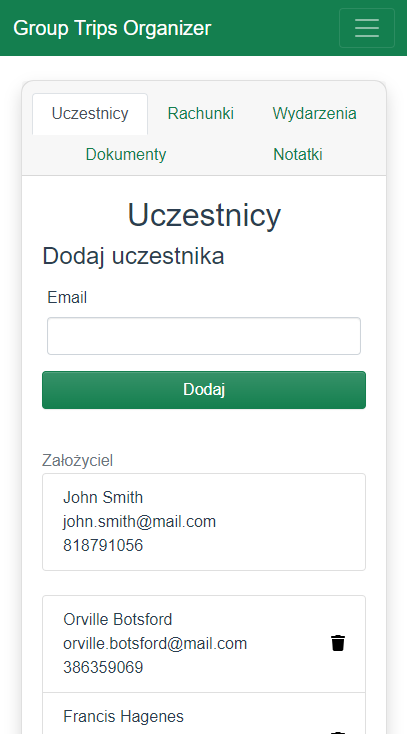 Group Trips Organizer
Uczestnicy Rachunki Wydarzenia
Dokumenty Notatki
Uczestnicy
Dodaj uczestnika
Email
Dodaj
Założyciel
John Smith
john.smith@mail.com
818791056
Orville Botsford
orville.botsford@mail.com
386359069
Francis Hagenes